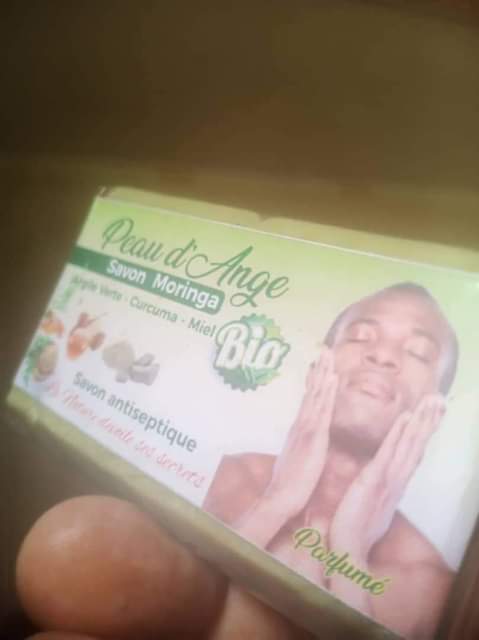 Peau d'Ange
Savon Moringa
Argile Verte - Curcuma - Miel
Bio
Savon antiseptique
La Nature dévoile ses secrets
Parfumé